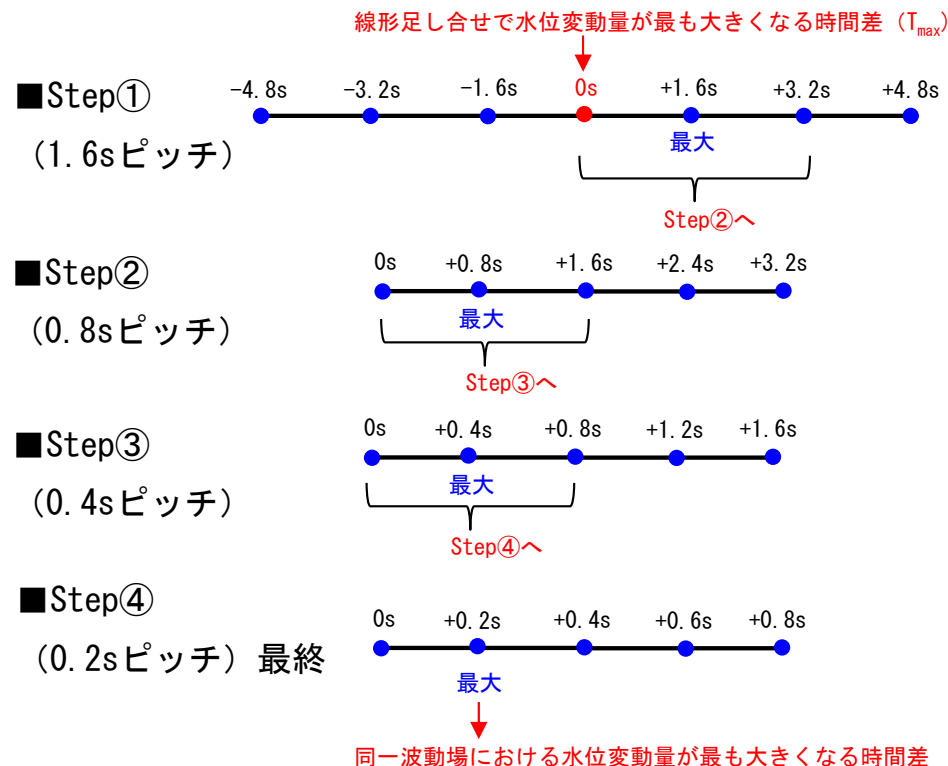 線形足し合せで水位変動量が最も大きくなる時間差（Tmax）
■Step①
-4.8s -3.2s -1.6s 0s +1.6s +3.2s +4.8s
（1.6sピッチ）
最大
Step②へ
■Step②
0s +0.8s +1.6s +2.4s +3.2s
（0.8sピッチ）
最大
Step③へ
■Step③
0s +0.4s +0.8s +1.2s +1.6s
（0.4sピッチ）
最大
Step④へ
■Step④
0s +0.2s +0.4s +0.6s +0.8s
（0.2sピッチ）最終
最大
同一波動場における水位変動量が最も大きくなる時間差